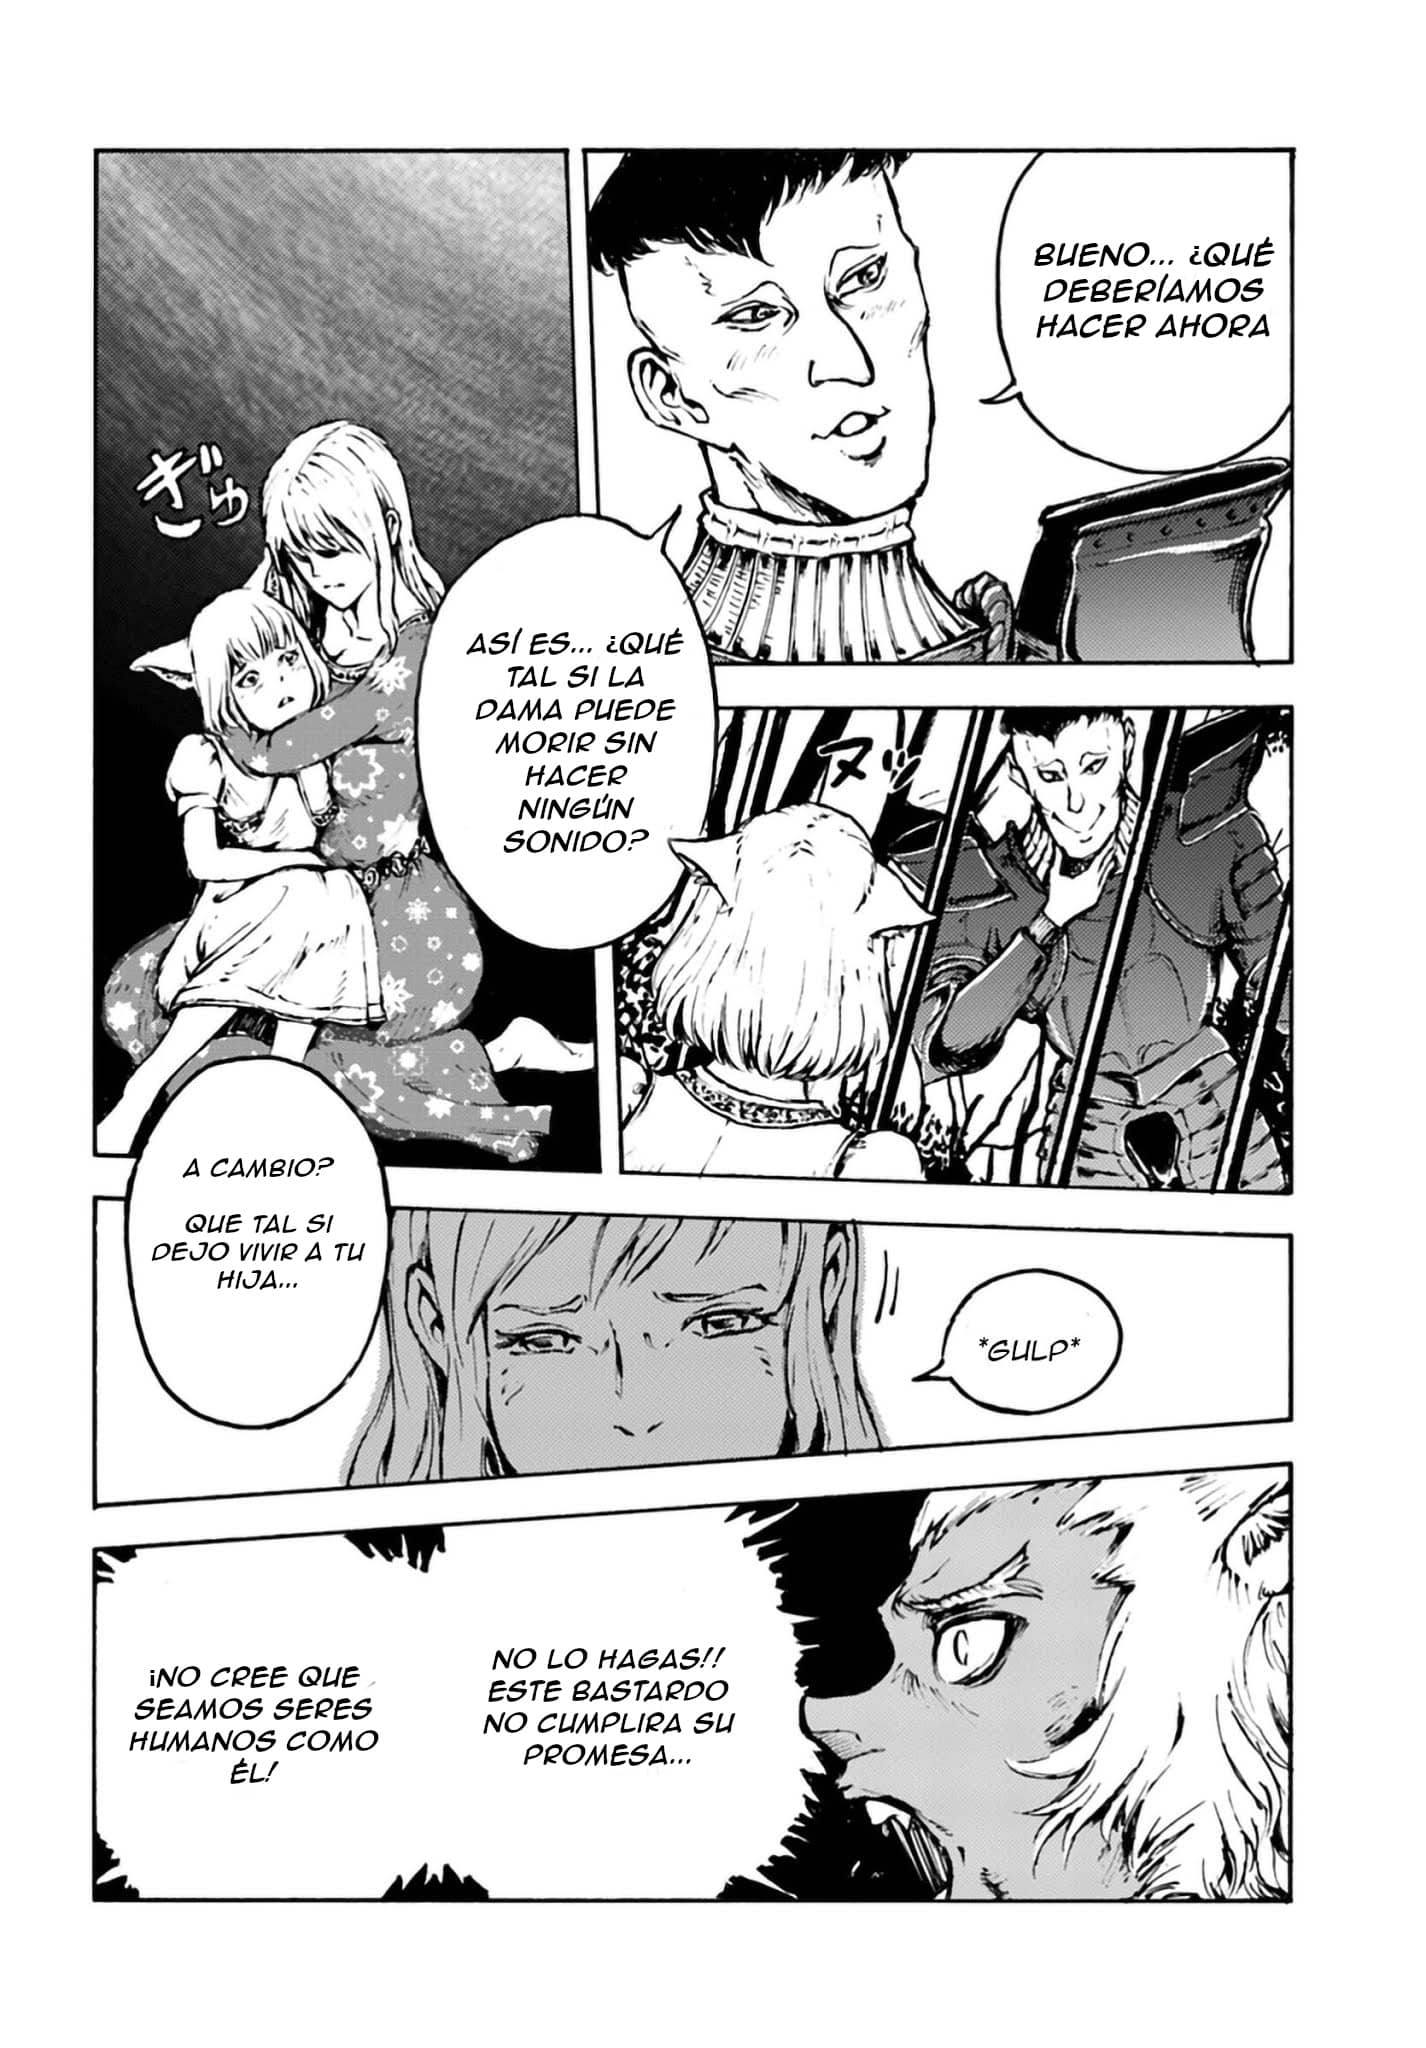 BUENO... ¿QUÉ
DEBERÍAMOS
HACER AHORA
ぎゅ
ASÍ ES... ¿QUÉ
TAL SI LA
DAMA PUEDE
MORIR SIN
HACER
NINGÚN
SONIDO?
ヌッ
A CAMBIO?
QUE TAL SI
DEJO VIVIR A TU
HIJA...
*GULP*
NO LO HAGAS!!
ESTE BASTARDO
NO CUMPLIRA SU
PROMESA...
¡NO CREE QUE
SEAMOS SERES
HUMANOS COMO
ÉL!